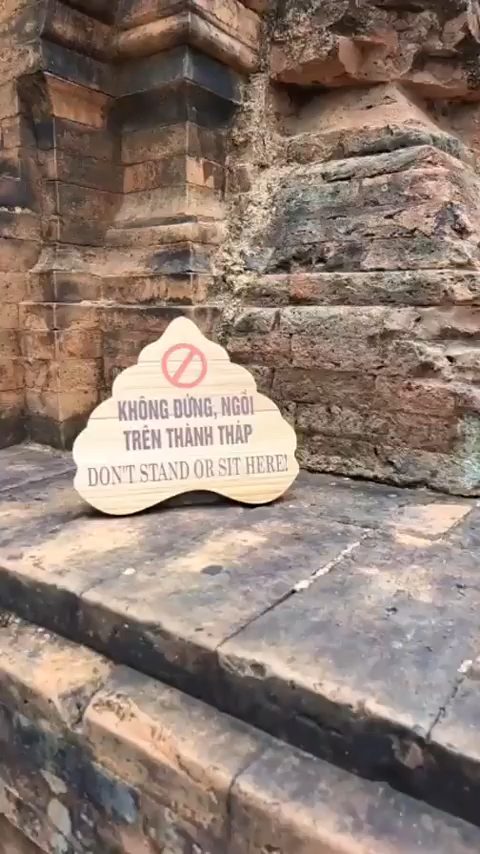 KHÔNG ĐỨNG, NGỒI
TRÊN THÀNH THÁP
DON'T STAND OR SIT HERE!